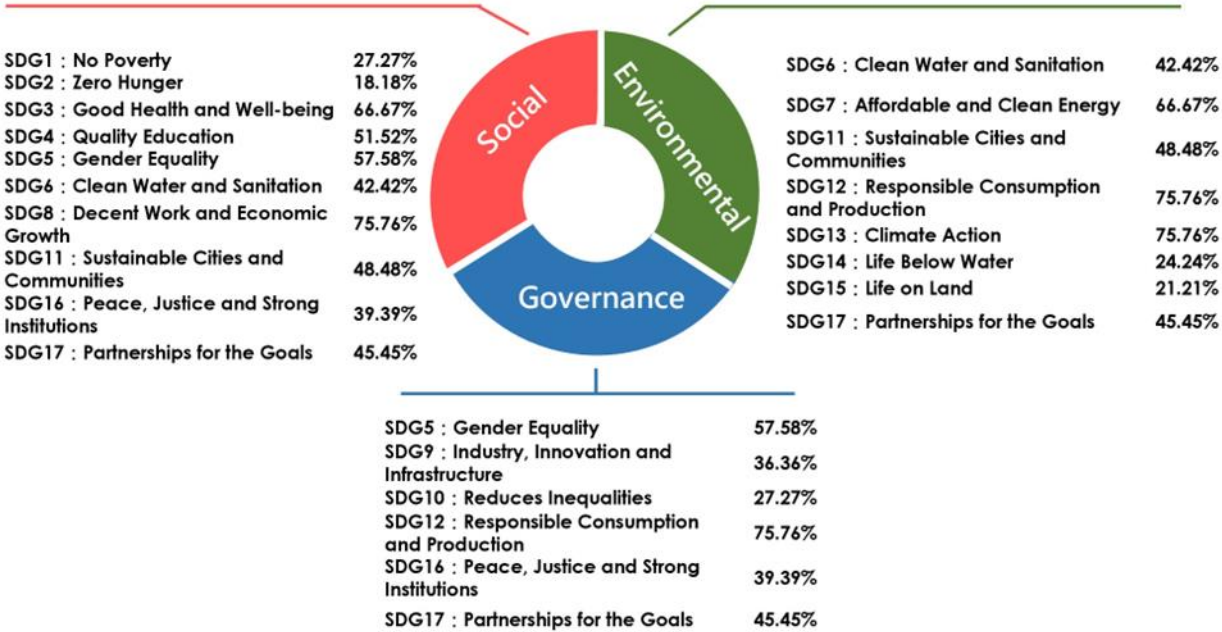 Social
Environmental
Governance
SDG1：No Poverty 27.27%
SDG2：Zero Hunger 18.18%
SDG3：Good Health and Well-being 66.67%
SDG4：Quality Education 51.52%
SDG5：Gender Equality 57.58%
SDG6：Clean Water and Sanitation 42.42%
SDG8：Decent Work and Economic
Growth 75.76%
SDG11：Sustainable Cities and
Communities 48.48%
SDG16：Peace, Justice and Strong
Institutions 39.39%
SDG17：Partnerships for the Goals 45.45%
SDG6：Clean Water and Sanitation 42.42%
SDG7：Affordable and Clean Energy 66.67%
SDG11：Sustainable Cities and
Communities 48.48%
SDG12：Responsible Consumption
and Production 75.76%
SDG13：Climate Action 75.76%
SDG14：Life Below Water 24.24%
SDG15：Life on Land 21.21%
SDG17：Partnerships for the Goals 45.45%
SDG5：Gender Equality 57.58%
SDG9：Industry, Innovation and
Infrastructure 36.36%
SDG10：Reduces Inequalities 27.27%
SDG12：Responsible Consumption
and Production 75.76%
SDG16：Peace, Justice and Strong
Institutions 39.39%
SDG17：Partnerships for the Goals 45.45%